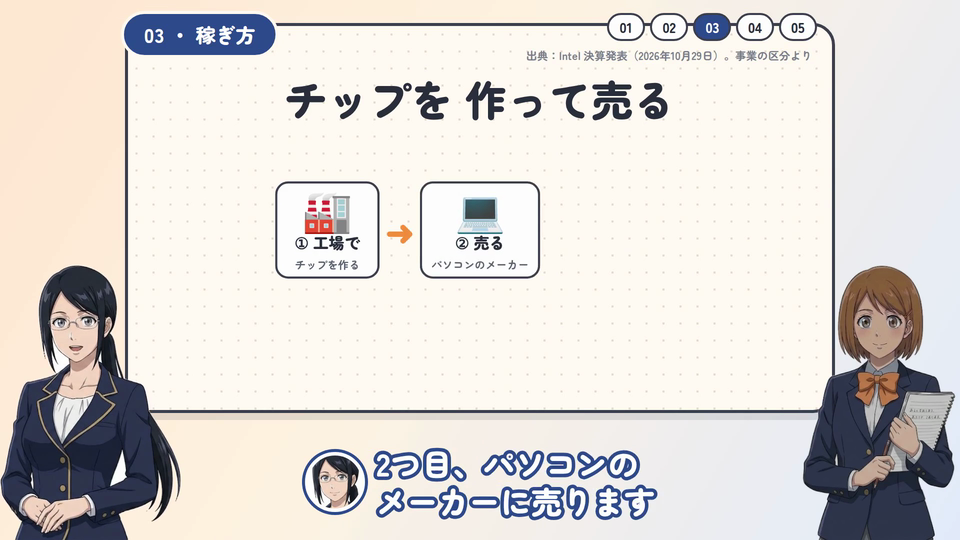 03 ・ 稼ぎ方
01 02 03 04 05
出典：Intel 決算発表（2026年10月29日）。事業の区分より
チップを 作って売る
① 工場で
チップを作る
② 売る
パソコンのメーカー
2つ目、パソコンの
メーカーに売ります